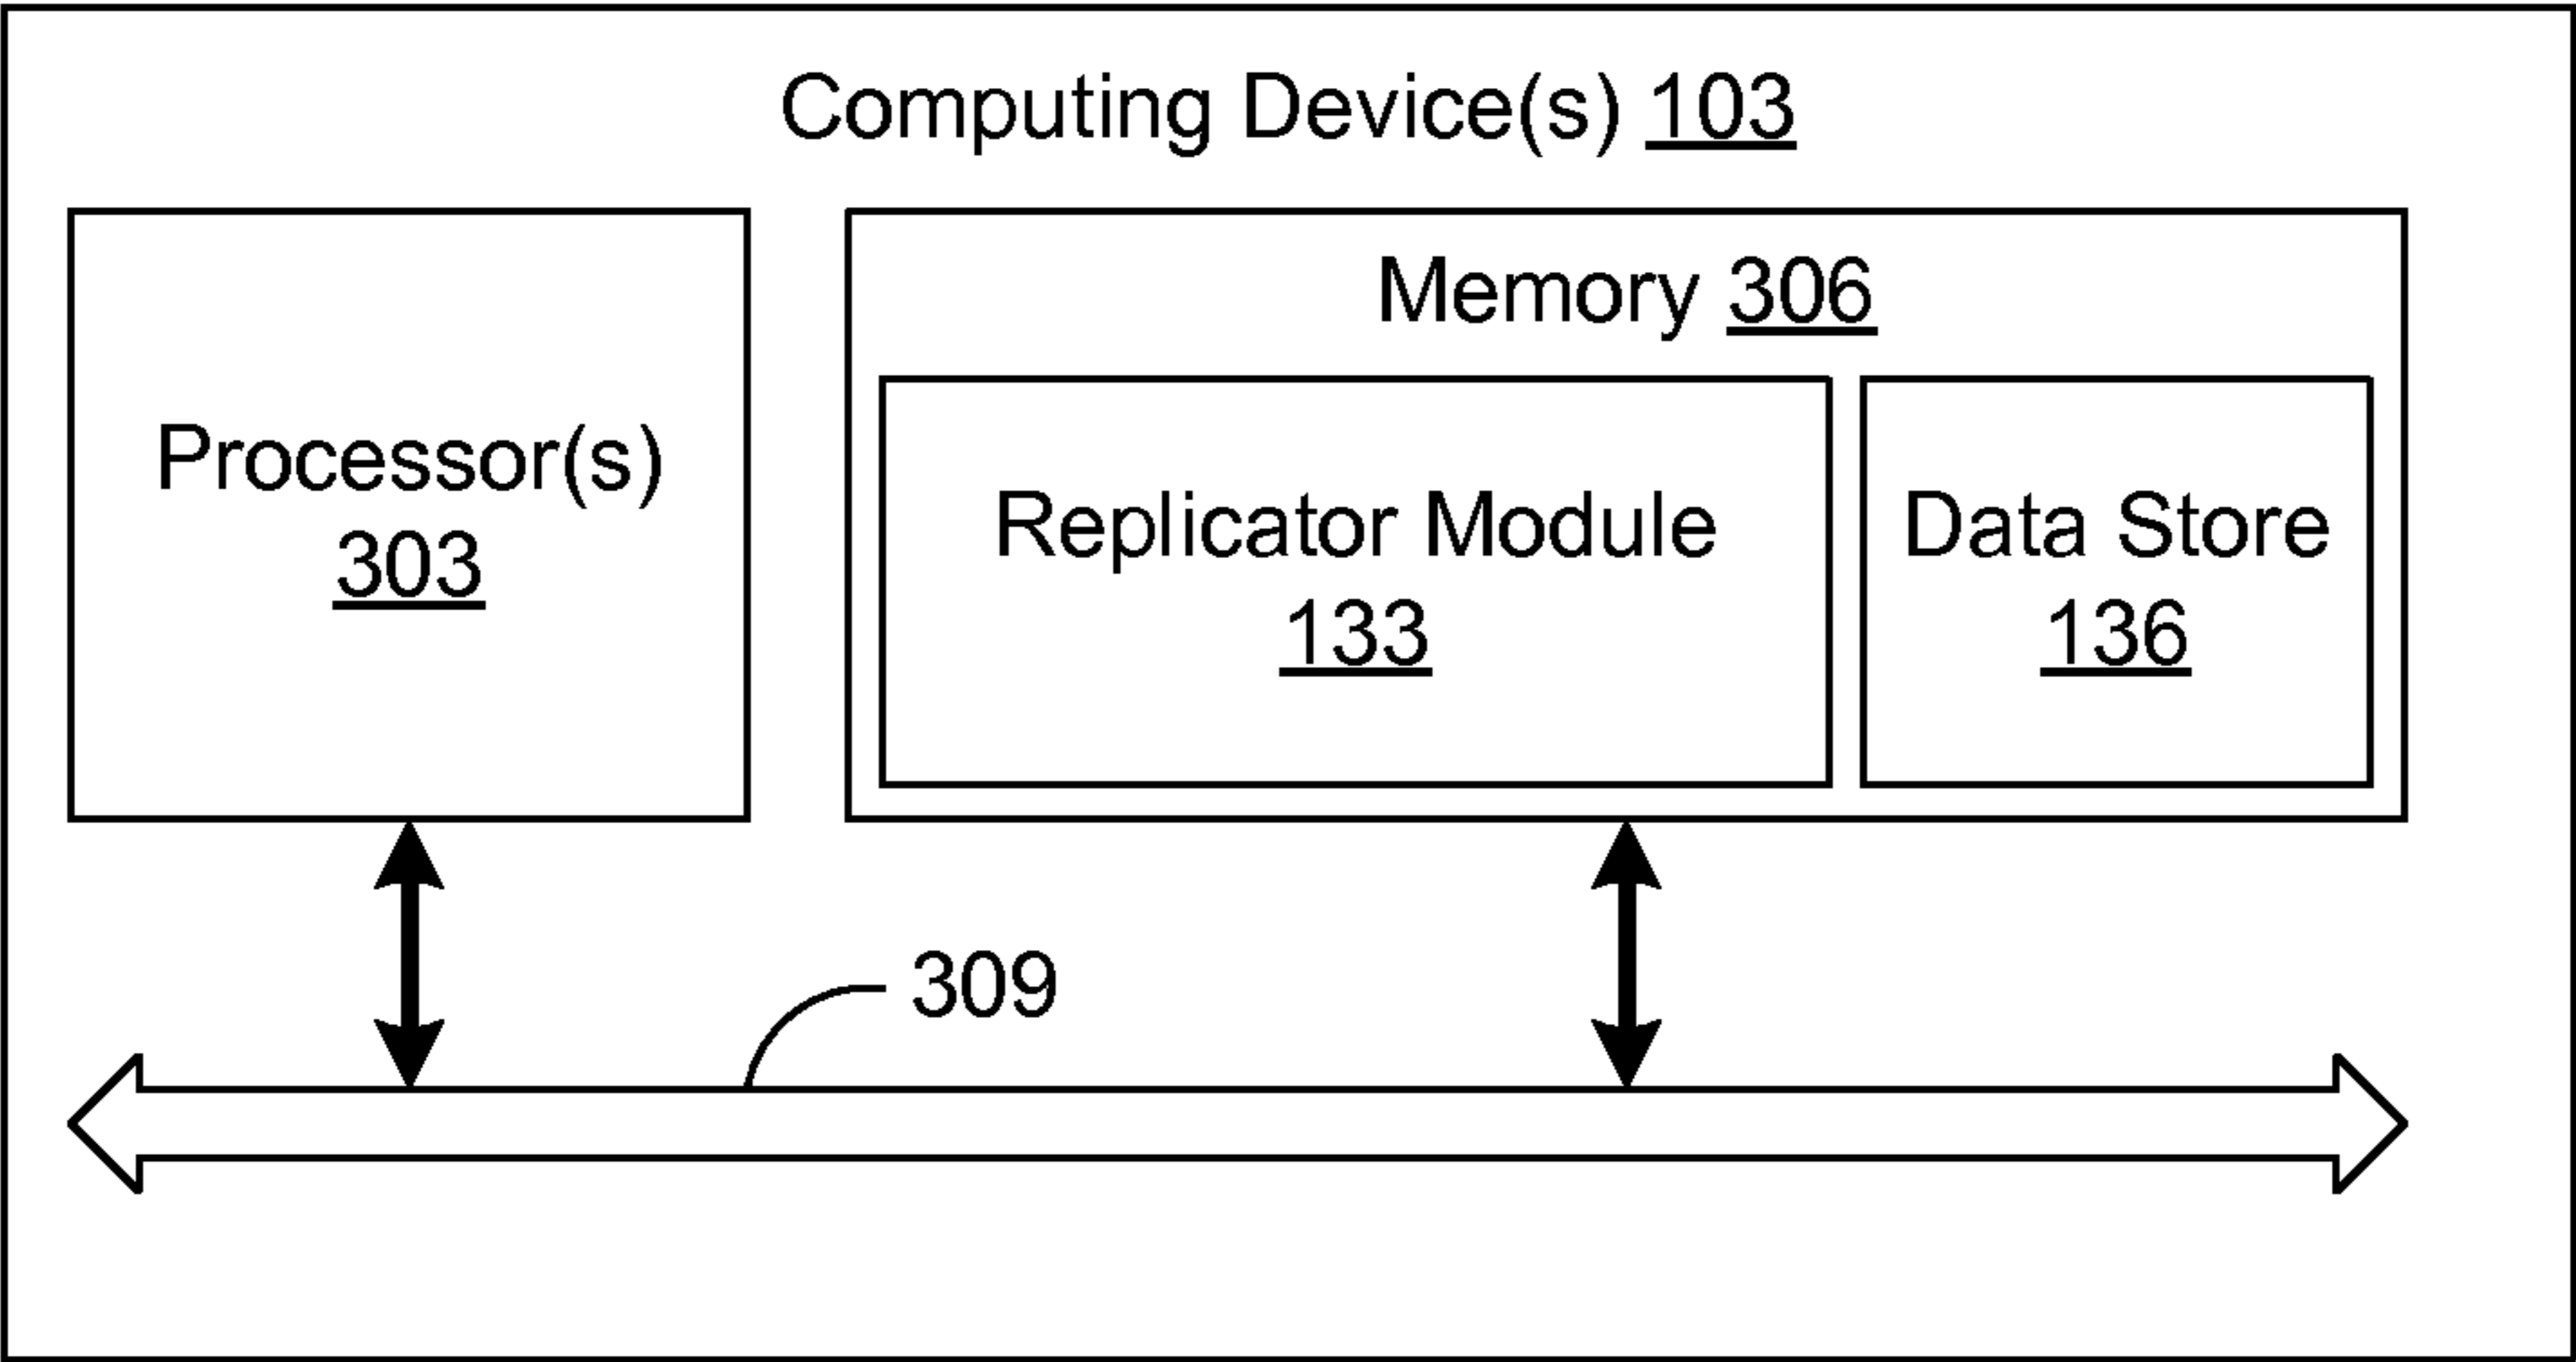 Computing Device(s) 103
Memory 306
Processor(s)
303
Replicator Module
133
Data Store
136
309